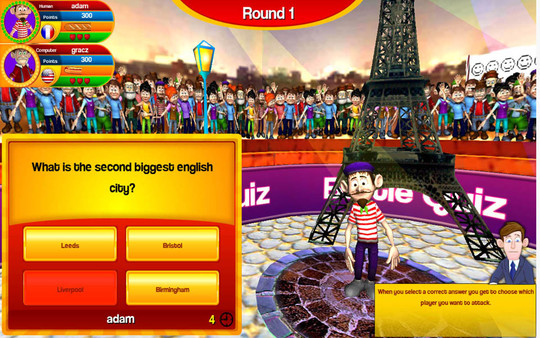 Round 1
Human adam
Points 300
Computer gracz
Points 300
What is the second biggest english
city?
Leeds
Bristol
Liverpool
Birmingham
adam
4
uiz
Quiz
When you select a correct answer you get to choose which
player you want to attack.